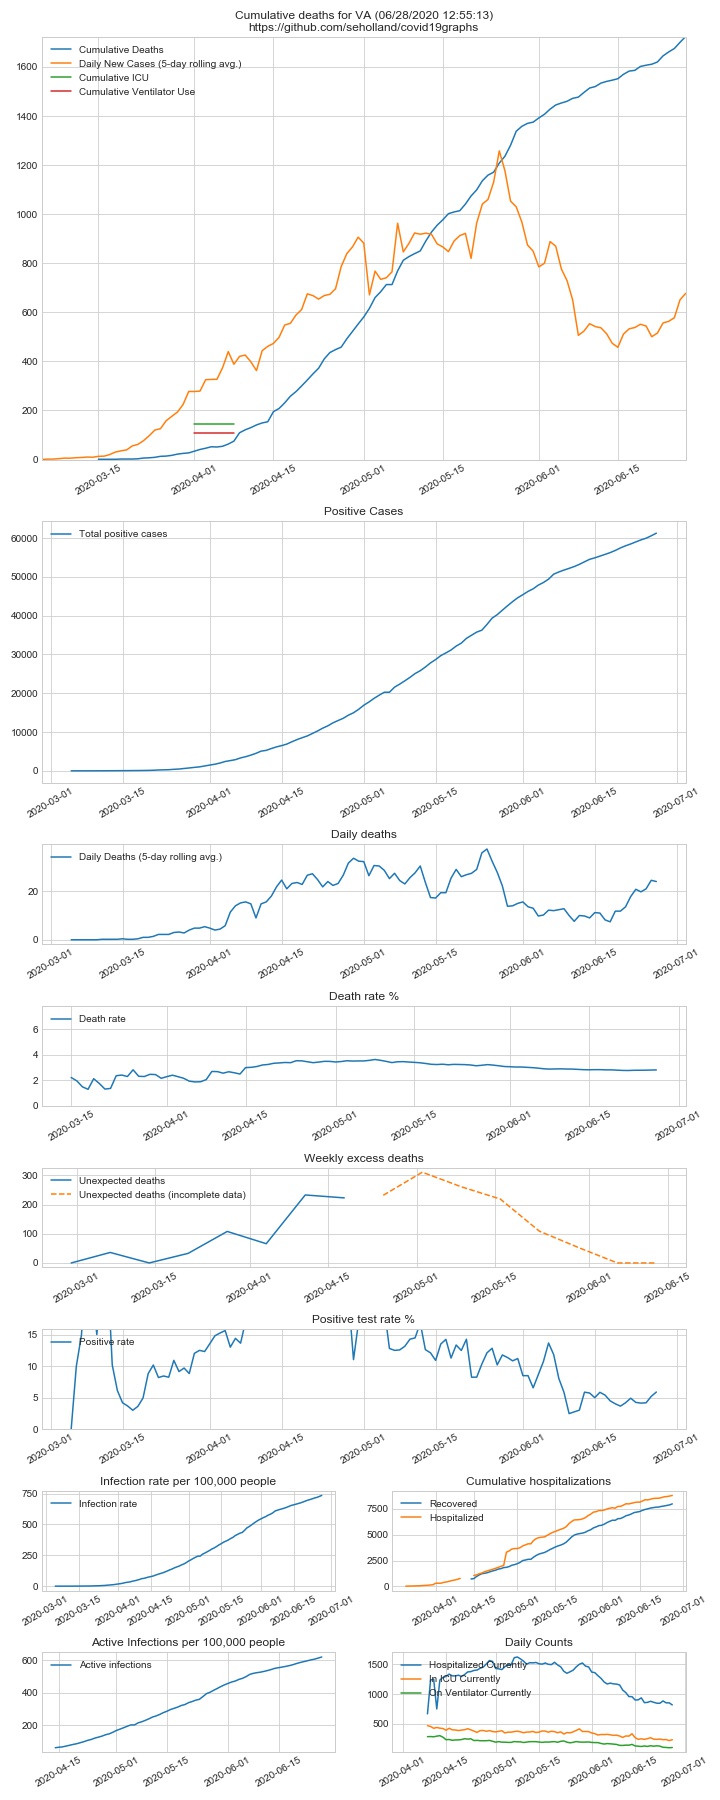 Cumulative deaths for VA (06/28/2020 12:55:13)
https://github.com/seholland/covid19graphs
Cumulative Deaths
Daily New Cases (5-day rolling avg.)
Cumulative ICU
Cumulative Ventilator Use
1600
1400
1200
1000
800
600
400
200
0
2020-03-15 2020-04-01 2020-04-15 2020-05-01 2020-05-15 2020-06-01 2020-06-15
Positive Cases
Total positive cases
60000
50000
40000
30000
20000
10000
0
2020-03-01 2020-03-15 2020-04-01 2020-04-15 2020-05-01 2020-05-15 2020-06-01 2020-06-15 2020-07-01
Daily deaths
Daily Deaths (5-day rolling avg.)
20
0
2020-03-01 2020-03-15 2020-04-01 2020-04-15 2020-05-01 2020-05-15 2020-06-01 2020-06-15 2020-07-01
Death rate %
Death rate
6
4
2
0
2020-03-15 2020-04-01 2020-04-15 2020-05-01 2020-05-15 2020-06-01 2020-06-15 2020-07-01
Weekly excess deaths
Unexpected deaths
Unexpected deaths (incomplete data)
300
200
100
0
2020-03-01 2020-03-15 2020-04-01 2020-04-15 2020-05-01 2020-05-15 2020-06-01 2020-06-15
Positive test rate %
Positive rate
15
10
5
0
2020-03-01 2020-03-15 2020-04-01 2020-04-15 2020-05-01 2020-05-15 2020-06-01 2020-06-15 2020-07-01
Infection rate per 100,000 people
Infection rate
750
500
250
0
2020-03-01 2020-03-15 2020-04-01 2020-04-15 2020-05-01 2020-05-15 2020-06-01 2020-06-15 2020-07-01
Cumulative hospitalizations
Recovered
Hospitalized
7500
5000
2500
0
2020-04-01 2020-04-15 2020-05-01 2020-05-15 2020-06-01 2020-06-15 2020-07-01
Active Infections per 100,000 people
Active infections
600
400
200
2020-04-15 2020-05-01 2020-05-15 2020-06-01 2020-06-15
Daily Counts
Hospitalized Currently
In ICU Currently
On Ventilator Currently
1500
1000
500
2020-04-01 2020-04-15 2020-05-01 2020-05-15 2020-06-01 2020-06-15 2020-07-01